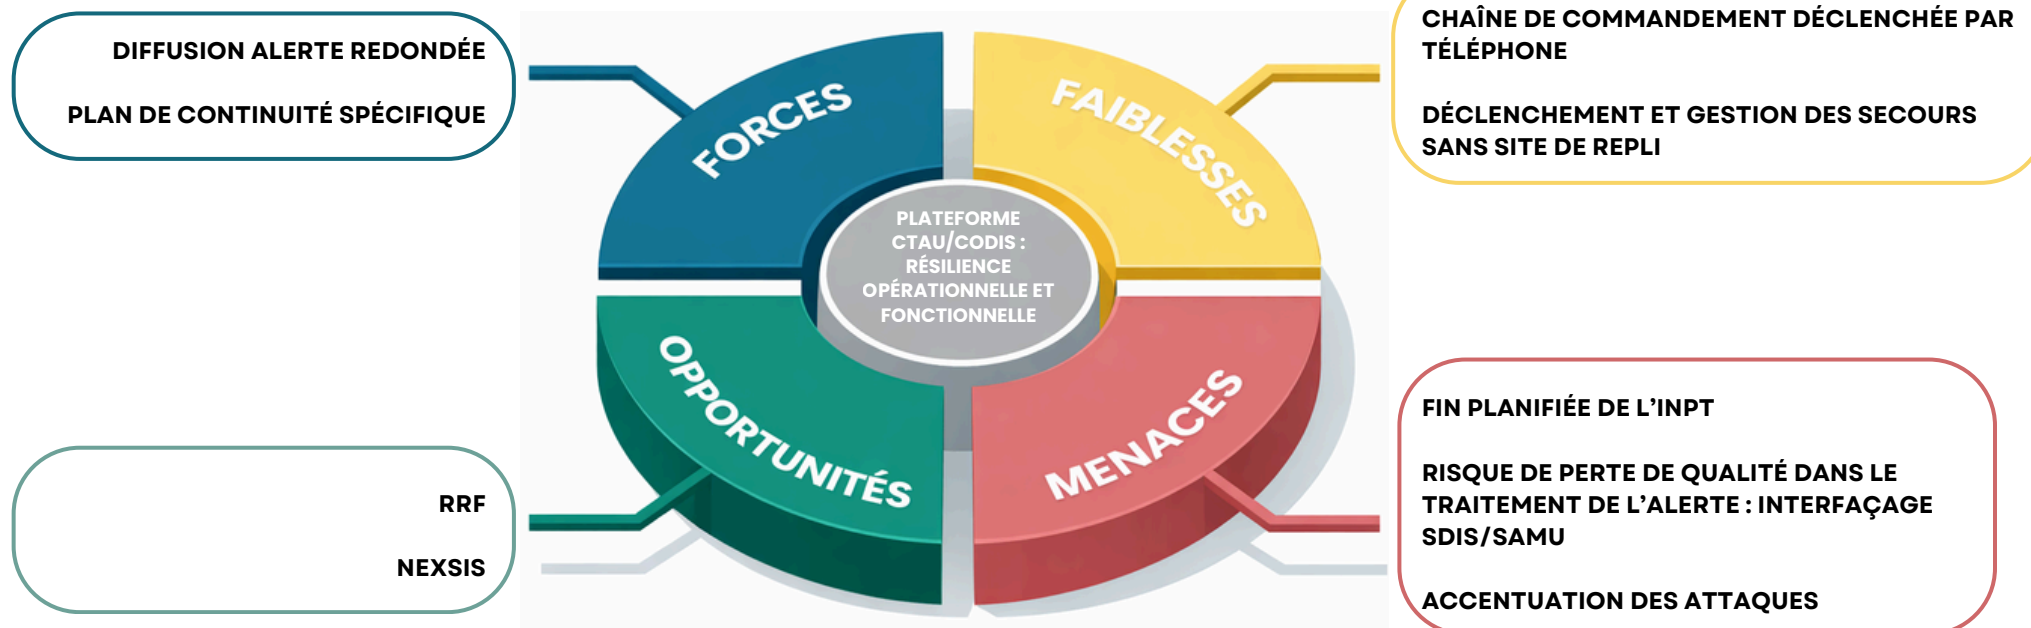 DIFFUSION ALERTE REDONDÉE
PLAN DE CONTINUITÉ SPÉCIFIQUE
FORCES
FAIBLESSES
CHAÎNE DE COMMANDEMENT DÉCLENCHÉE PAR
TÉLÉPHONE
DÉCLENCHEMENT ET GESTION DES SECOURS
SANS SITE DE REPLI
PLATEFORME
CTAU/CODIS :
RÉSILIENCE
OPÉRATIONNELLE ET
FONCTIONNELLE
RRF
NEXSIS
OPPORTUNITÉS
MENACES
FIN PLANIFIÉE DE L’INPT
RISQUE DE PERTE DE QUALITÉ DANS LE
TRAITEMENT DE L’ALERTE : INTERFAÇAGE
SDIS/SAMU
ACCENTUATION DES ATTAQUES